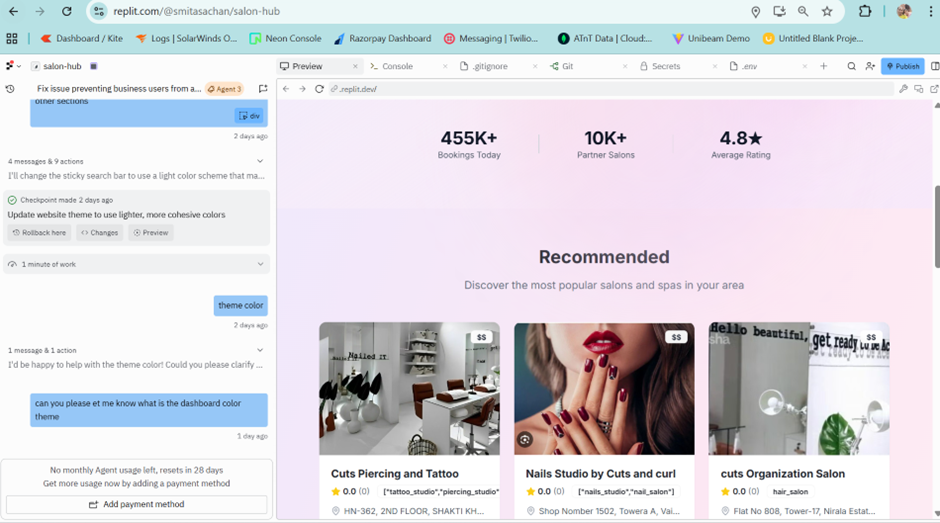 replit.com/@smitasachan/salon-hub
Dashboard / Kite
Logs | SolarWinds O...
Neon Console
Razorpay Dashboard
Messaging | Twilio...
ATnT Data | Cloud:...
Unibeam Demo
Untitled Blank Proje...
salon-hub
Preview
Console
.gitignore
Git
Secrets
.env
Publish
Fix issue preventing business users from a...
Agent 3
.replit.dev/
other sections
div
2 days ago
4 messages & 9 actions
I'll change the sticky search bar to use a light color scheme that ma...
Checkpoint made 2 days ago
Update website theme to use lighter, more cohesive colors
Rollback here
Changes
Preview
1 minute of work
theme color
2 days ago
1 message & 1 action
I'd be happy to help with the theme color! Could you please clarify ...
can you please et me know what is the dashboard color
theme
1 day ago
No monthly Agent usage left, resets in 28 days
Get more usage now by adding a payment method
Add payment method
455K+
Bookings Today
10K+
Partner Salons
4.8★
Average Rating
Recommended
Discover the most popular salons and spas in your area
Nailed IT
$$
Cuts Piercing and Tattoo
0.0 (0)
["tattoo_studio","piercing_studio"
HN-362, 2ND FLOOR, SHAKTI KH...
$$
Nails Studio by Cuts and curl
0.0 (0)
["nails_studio","nail_salon"]
Shop Nomber 1502, Towera A, Vai...
Hello beautiful,
get ready
$$
cuts Organization Salon
0.0 (0)
hair_salon
Flat No 808, Tower-17, Nirala Estat...